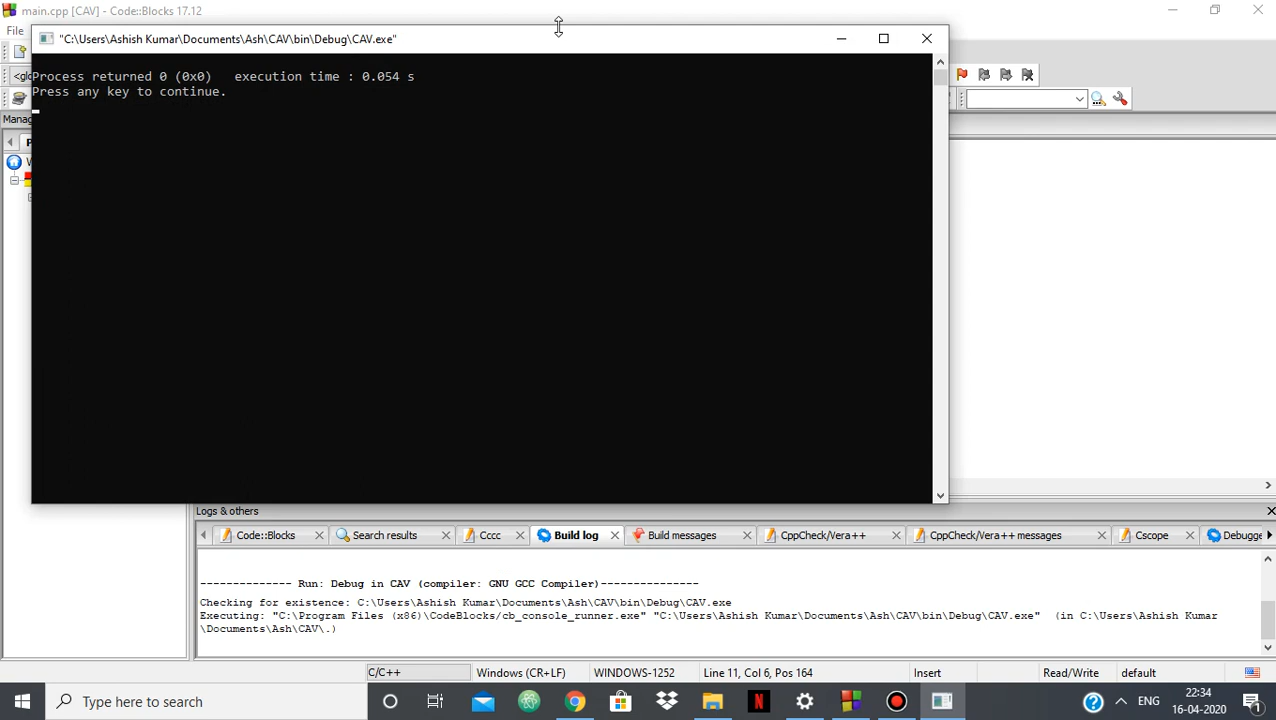 main.cpp [CAV] - Code::Blocks 17.12
File
"C:\Users\Ashish Kumar\Documents\Ash\CAV\bin\Debug\CAV.exe"
Process returned 0 (0x0)   execution time : 0.054 s
Press any key to continue.
<glo
Manag
P
W
Logs & others
Code::Blocks
Search results
Cccc
Build log
Build messages
CppCheck/Vera++
CppCheck/Vera++ messages
Cscope
Debugge
-------------- Run: Debug in CAV (compiler: GNU GCC Compiler)---------------
Checking for existence: C:\Users\Ashish Kumar\Documents\Ash\CAV\bin\Debug\CAV.exe
Executing: "C:\Program Files (x86)\CodeBlocks/cb_console_runner.exe" "C:\Users\Ashish Kumar\Documents\Ash\CAV\bin\Debug\CAV.exe"  (in C:\Users\Ashish Kumar
\Documents\Ash\CAV\.)
C/C++
Windows (CR+LF)
WINDOWS-1252
Line 11, Col 6, Pos 164
Insert
Read/Write
default
Type here to search
ENG
22:34
16-04-2020
1